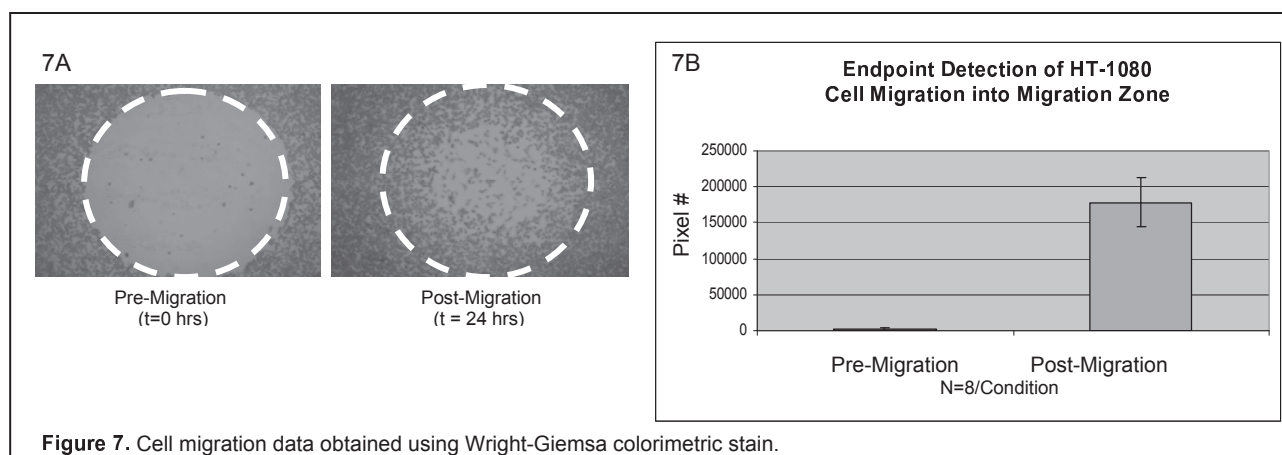 7A
Pre-Migration
(t=0 hrs)
Post-Migration
(t = 24 hrs)
7B
Endpoint Detection of HT-1080
Cell Migration into Migration Zone
Pixel #
250000
200000
150000
100000
50000
0
Pre-Migration
Post-Migration
N=8/Condition
Figure 7. Cell migration data obtained using Wright-Giemsa colorimetric stain.